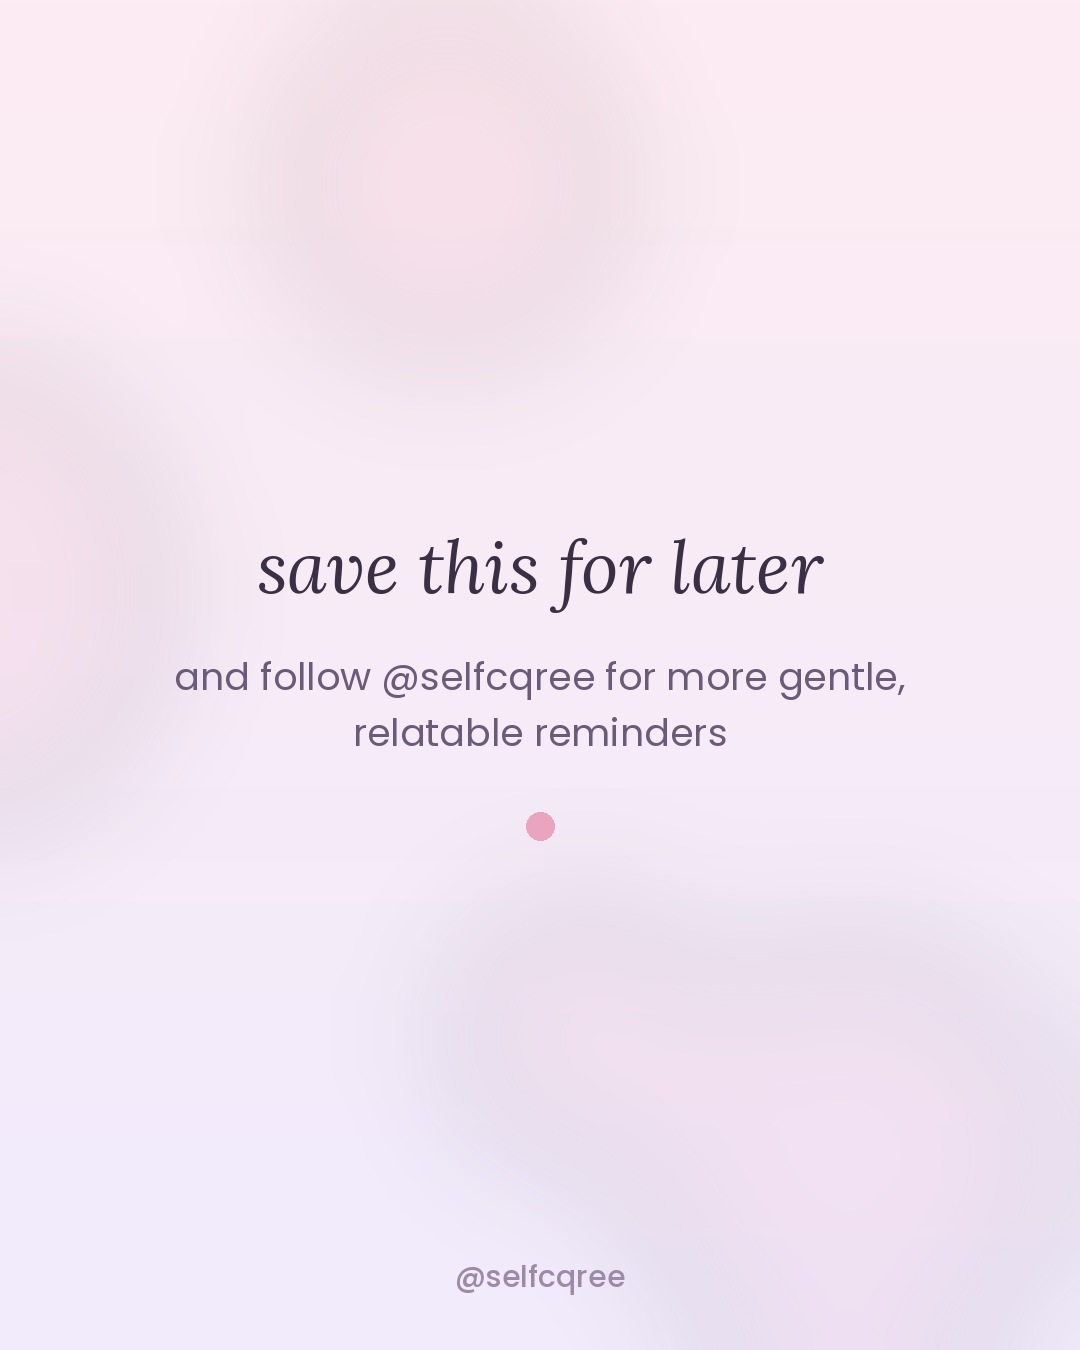 save this for later
and follow @selfcqree for more gentle,
relatable reminders
@selfcqree